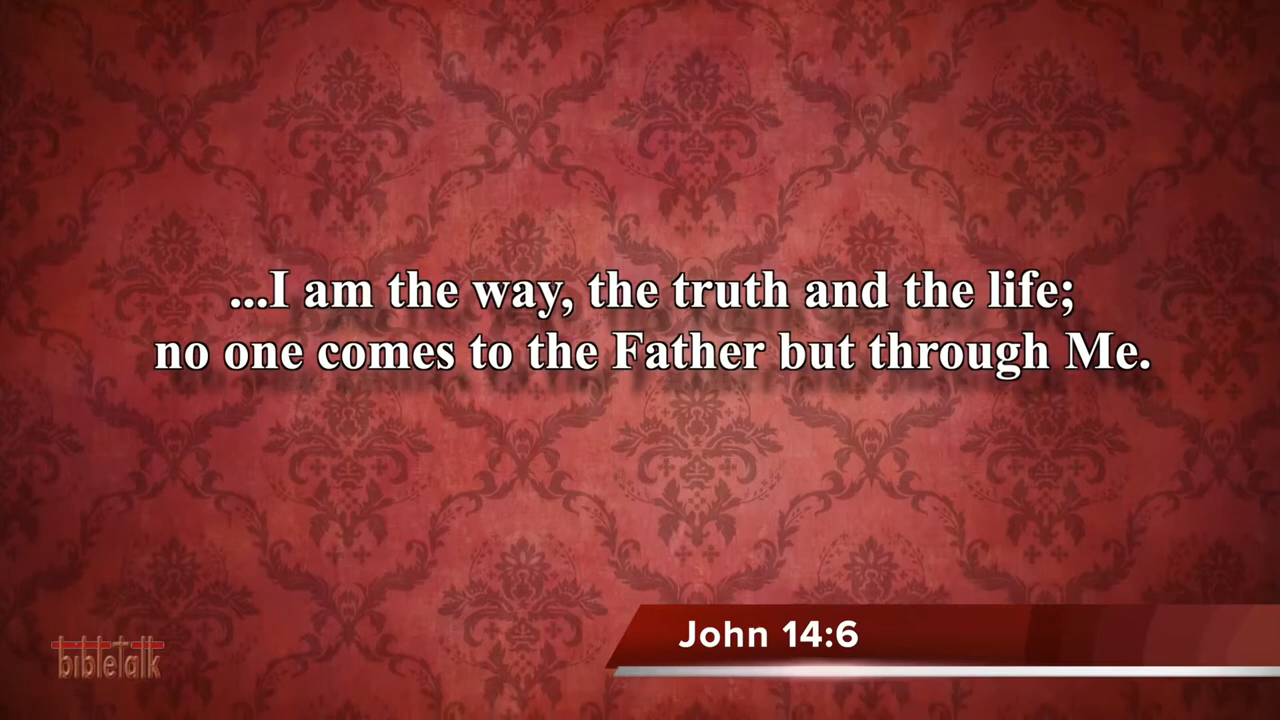 ...I am the way, the truth and the life;
no one comes to the Father but through Me.
John 14:6
bibletalk